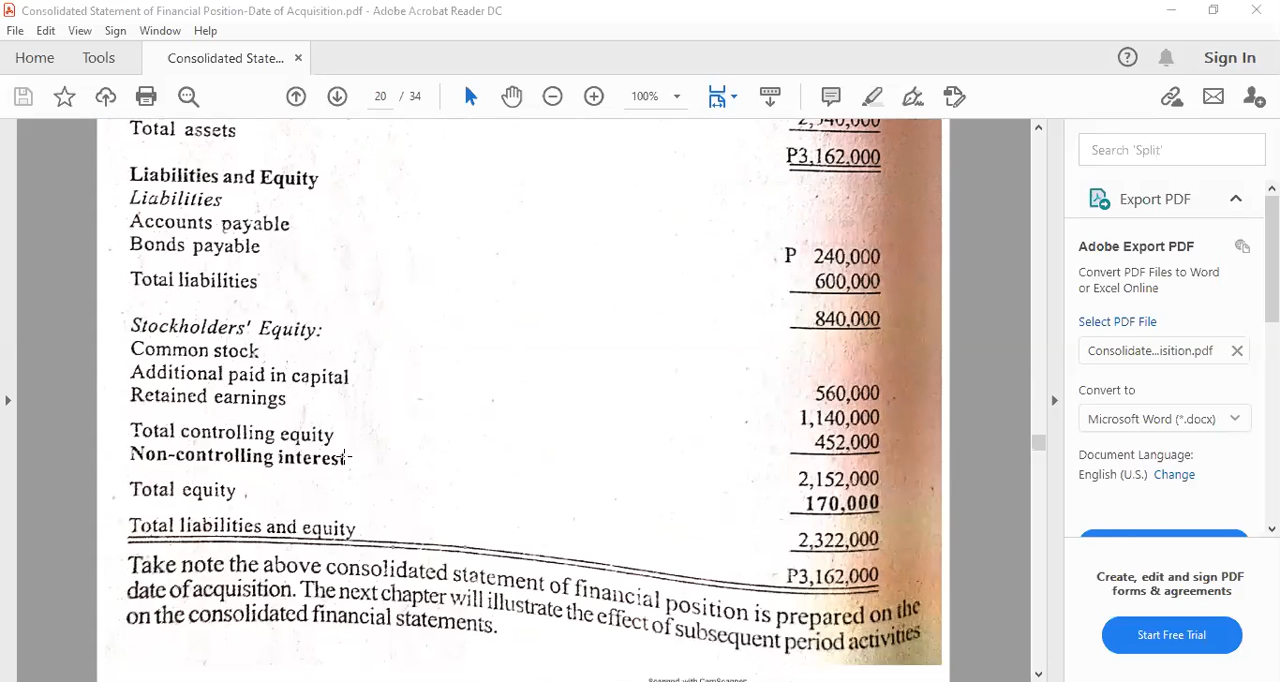 Consolidated Statement of Financial Position-Date of Acquisition.pdf - Adobe Acrobat Reader DC
File Edit View Sign Window Help
Home Tools Consolidated State... × Sign In
20 / 34 100%
Total assets
P3,162,000
Liabilities and Equity
Liabilities
Accounts payable P 240,000
Bonds payable 600,000
Total liabilities 840,000
Stockholders' Equity:
Common stock 560,000
Additional paid in capital 1,140,000
Retained earnings 452,000
Total controlling equity 2,152,000
Non-controlling interest 170,000
Total equity 2,322,000
Total liabilities and equity P3,162,000
Take note the above consolidated statement of financial position is prepared on the
date of acquisition. The next chapter will illustrate the effect of subsequent period activities
on the consolidated financial statements.
Search 'Split'
Export PDF
Adobe Export PDF
Convert PDF Files to Word
or Excel Online
Select PDF File
Consolidate...isition.pdf
Convert to
Microsoft Word (*.docx)
Document Language:
English (U.S.) Change
Create, edit and sign PDF
forms & agreements
Start Free Trial